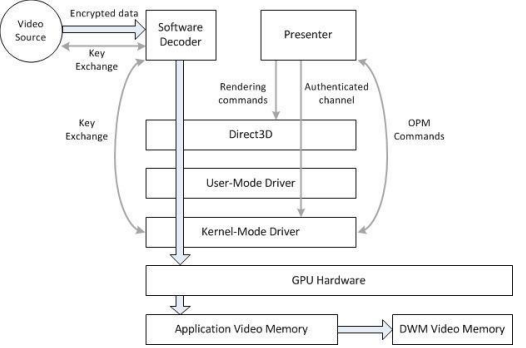 Video
Source
Encrypted data
Key
Exchange
Software
Decoder
Presenter
Rendering
commands
Authenticated
channel
Key
Exchange
OPM
Commands
Direct3D
User-Mode Driver
Kernel-Mode Driver
GPU Hardware
Application Video Memory
DWM Video Memory